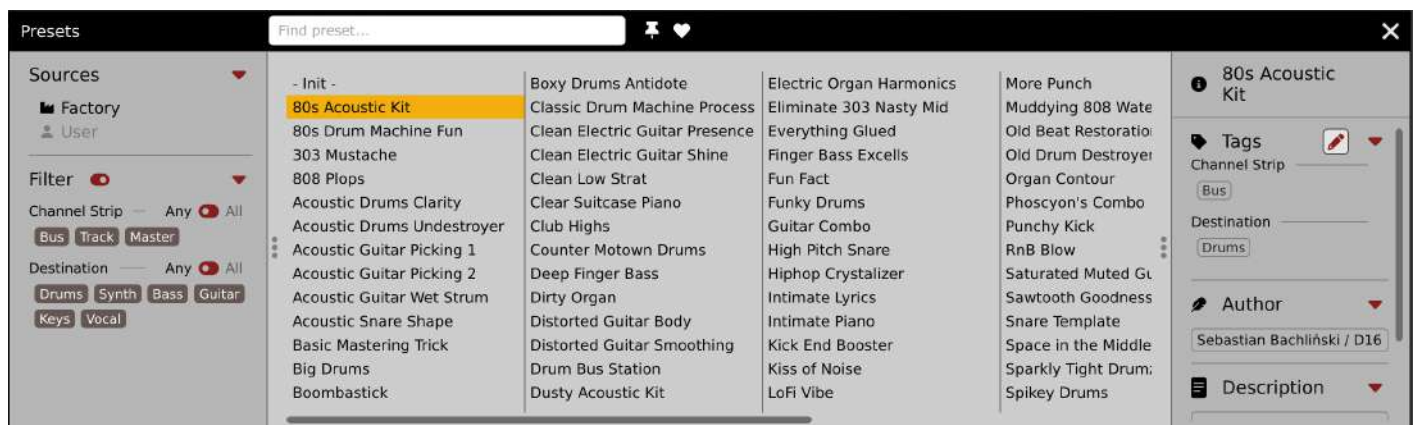 Presets
Find preset...
Sources
Factory
User
Filter
Channel Strip Any All
Bus Track Master
Destination Any All
Drums Synth Bass Guitar
Keys Vocal
- Init -
80s Acoustic Kit
80s Drum Machine Fun
303 Mustache
808 Plops
Acoustic Drums Clarity
Acoustic Drums Undestroyer
Acoustic Guitar Picking 1
Acoustic Guitar Picking 2
Acoustic Guitar Wet Strum
Acoustic Snare Shape
Basic Mastering Trick
Big Drums
Boombastick
Boxy Drums Antidote
Classic Drum Machine Process
Clean Electric Guitar Presence
Clean Electric Guitar Shine
Clean Low Strat
Clear Suitcase Piano
Club Highs
Counter Motown Drums
Deep Finger Bass
Dirty Organ
Distorted Guitar Body
Distorted Guitar Smoothing
Drum Bus Station
Dusty Acoustic Kit
Electric Organ Harmonics
Eliminate 303 Nasty Mid
Everything Glued
Finger Bass Excells
Fun Fact
Funky Drums
Guitar Combo
High Pitch Snare
Hiphop Crystalizer
Intimate Lyrics
Intimate Piano
Kick End Booster
Kiss of Noise
LoFi Vibe
More Punch
Muddying 808 Wate
Old Beat Restoratio
Old Drum Destroyer
Organ Contour
Phoscyon's Combo
Punchy Kick
RnB Blow
Saturated Muted Gu
Sawtooth Goodness
Snare Template
Space in the Middle
Sparkly Tight Drum
Spikey Drums
80s Acoustic
Kit
Tags
Channel Strip
Bus
Destination
Drums
Author
Sebastian Bachliński / D16
Description